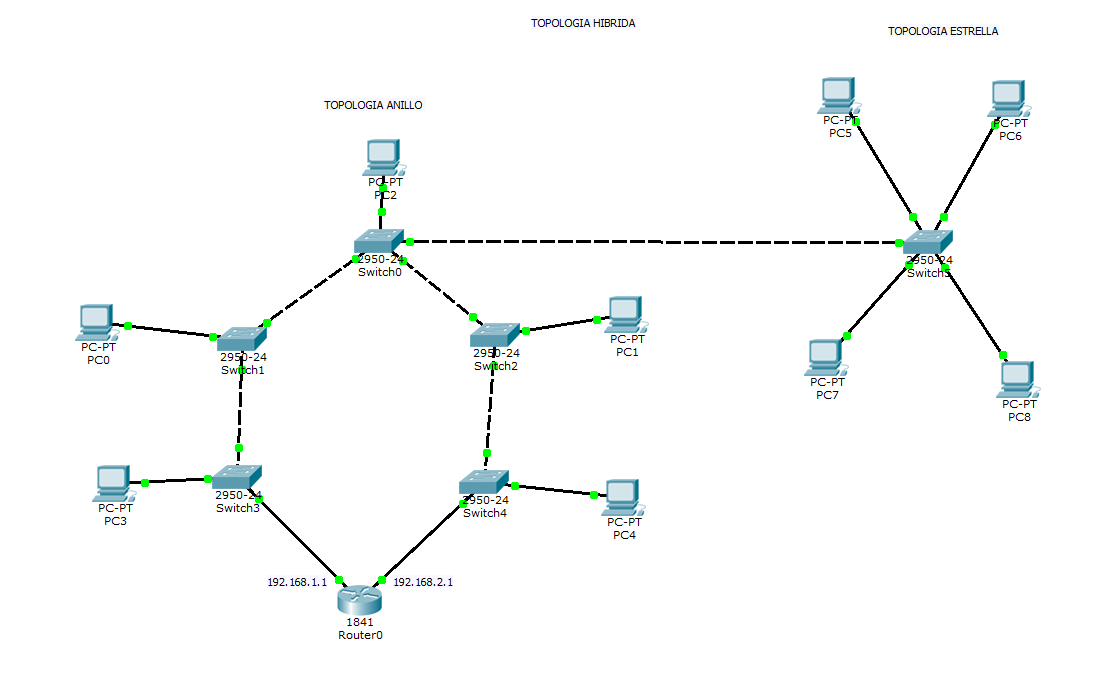 TOPOLOGIA HIBRIDA
TOPOLOGIA ESTRELLA
TOPOLOGIA ANILLO
PC-PT
PC5
PC-PT
PC6
PC-PT
PC2
2950-24
Switch0
2950-24
Switch5
PC-PT
PC0
2950-24
Switch1
2950-24
Switch2
PC-PT
PC1
PC-PT
PC7
PC-PT
PC8
PC-PT
PC3
2950-24
Switch3
2950-24
Switch4
PC-PT
PC4
192.168.1.1
192.168.2.1
1841
Router0